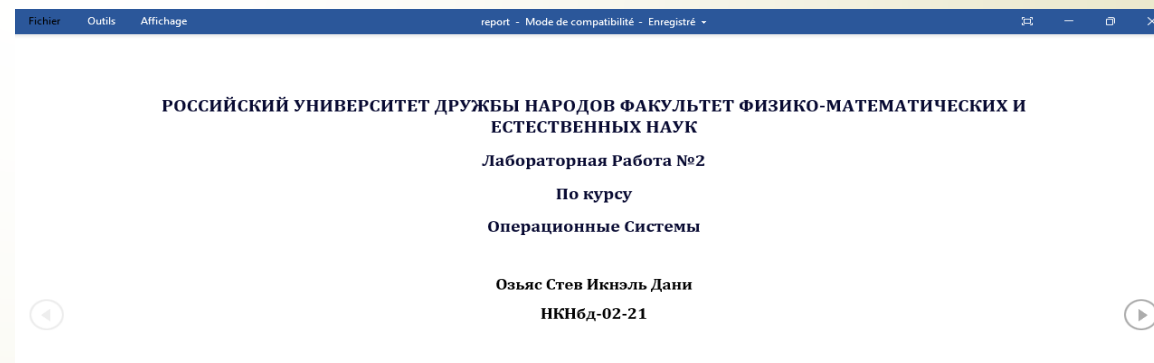 Fichier Outils Affichage report - Mode de compatibilité - Enregistré
РОССИЙСКИЙ УНИВЕРСИТЕТ ДРУЖБЫ НАРОДОВ ФАКУЛЬТЕТ ФИЗИКО-МАТЕМАТИЧЕСКИХ И
ЕСТЕСТВЕННЫХ НАУК
Лабораторная Работа №2
По курсу
Операционные Системы
Озьяс Стев Икнэль Дани
НКНбд-02-21